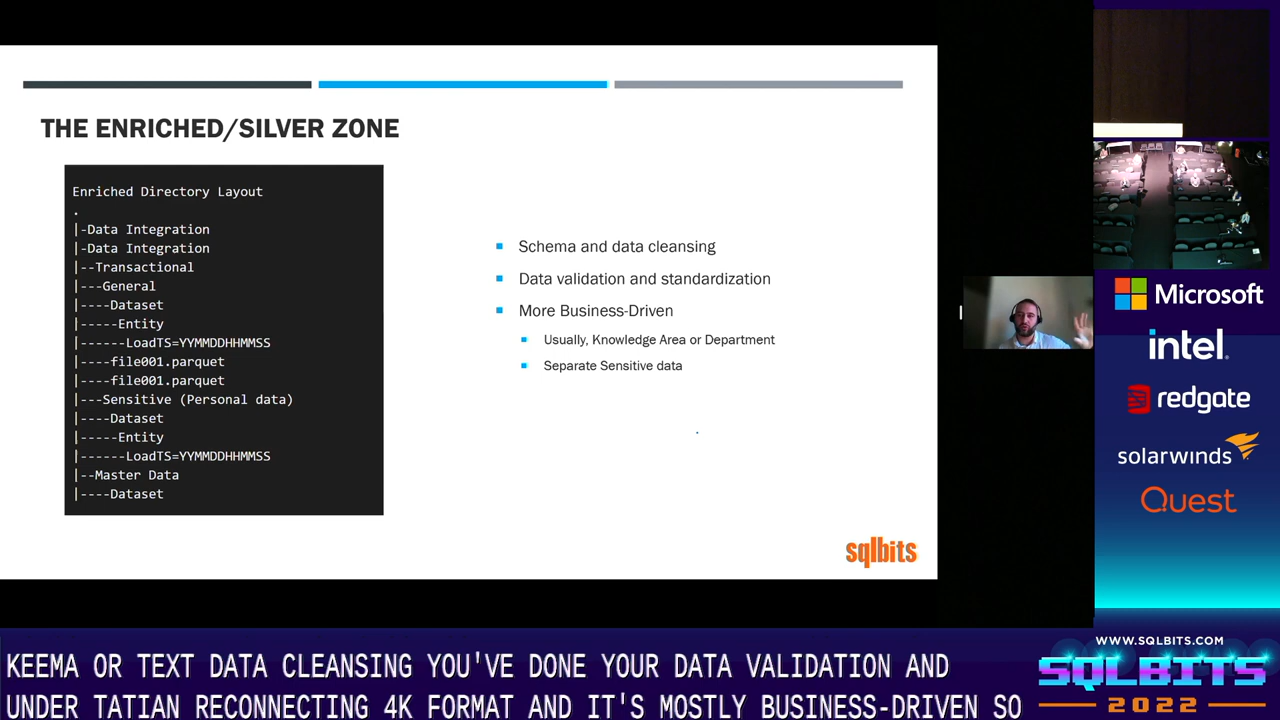 THE ENRICHED/SILVER ZONE
Enriched Directory Layout
.
|-Data Integration
|-Data Integration
|--Transactional
|---General
|----Dataset
|-----Entity
|------LoadTS=YYMMDDHHMMSS
|----file001.parquet
|----file001.parquet
|---Sensitive (Personal data)
|----Dataset
|-----Entity
|------LoadTS=YYMMDDHHMMSS
|--Master Data
|----Dataset
Schema and data cleansing
Data validation and standardization
More Business-Driven
Usually, Knowledge Area or Department
Separate Sensitive data
sqlbits
Microsoft
intel.
redgate
solarwinds
Quest
WWW.SQLBITS.COM
SQLBITS
2022
KEEMA OR TEXT DATA CLEANSING YOU'VE DONE YOUR DATA VALIDATION AND
UNDER TATIAN RECONNECTING 4K FORMAT AND IT'S MOSTLY BUSINESS-DRIVEN SO